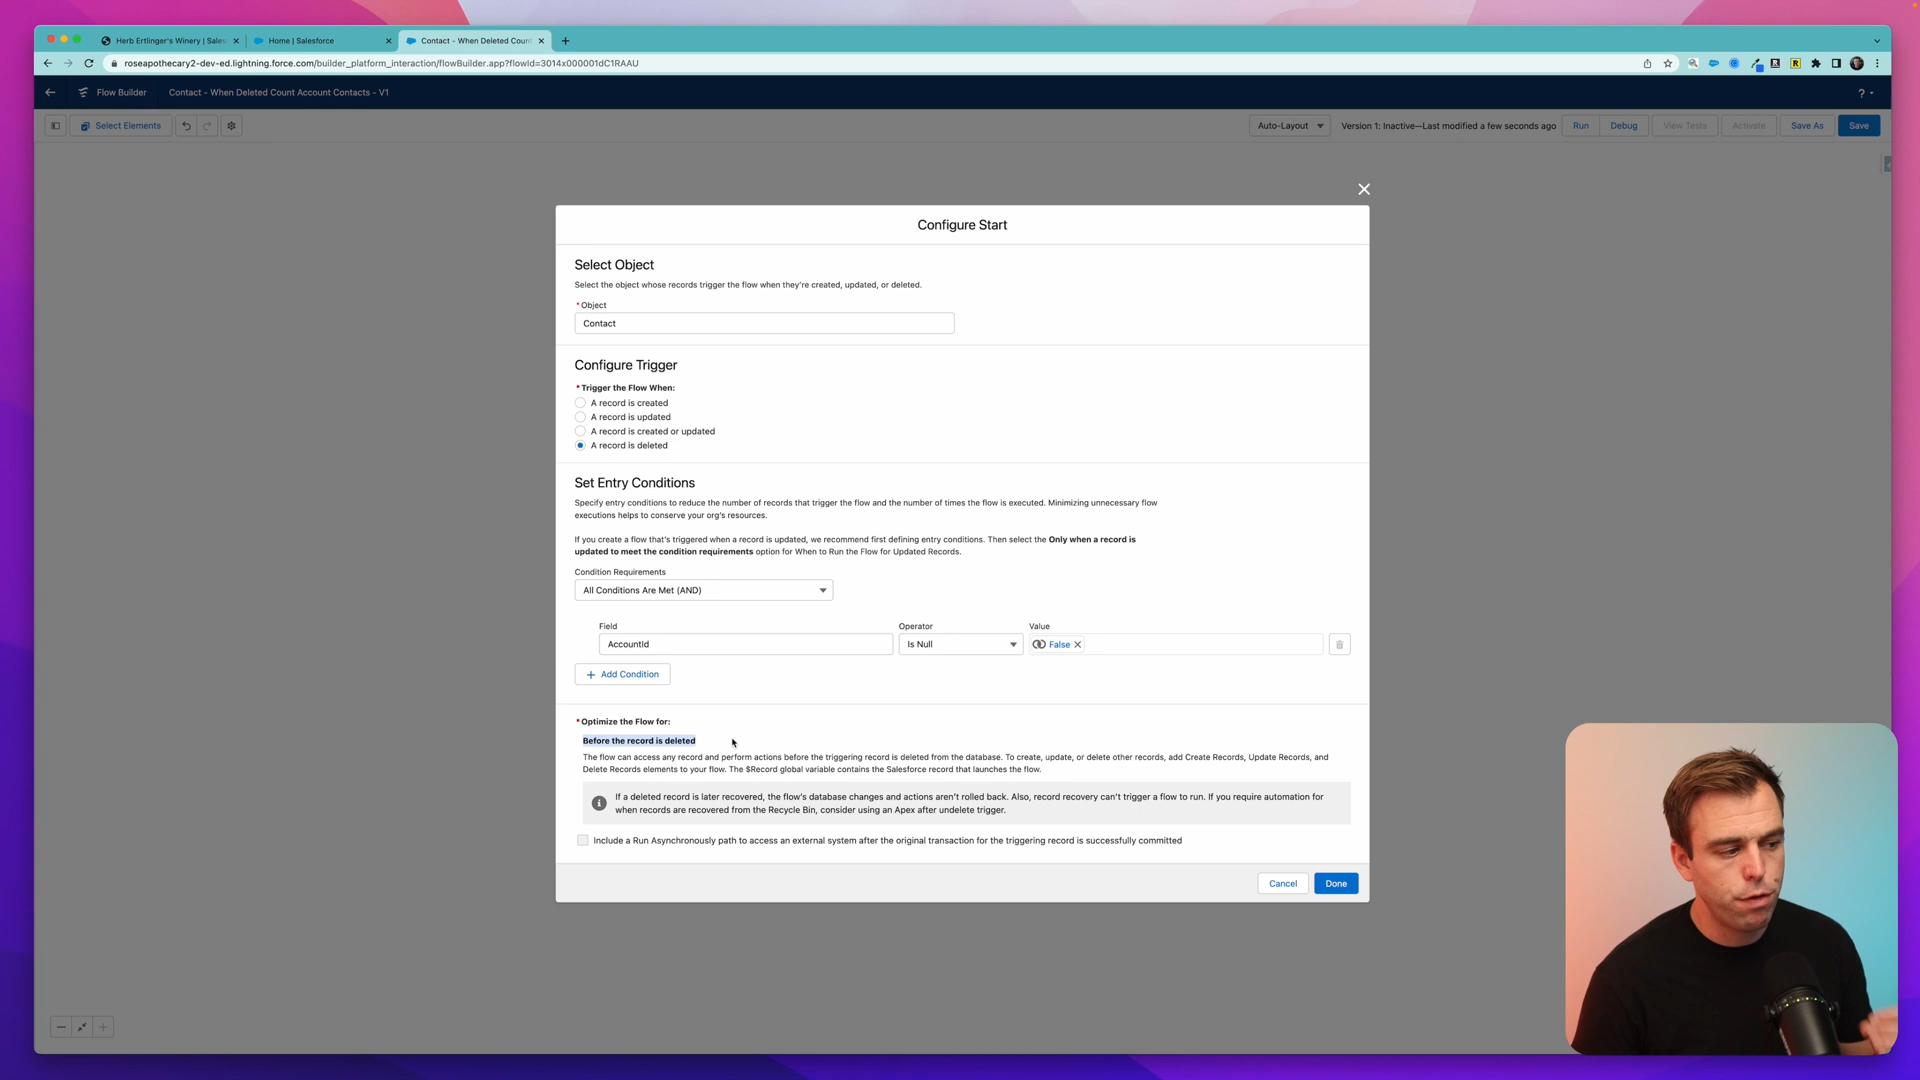 Herb Ertlinger's Winery | Sales
Home | Salesforce
Contact - When Deleted Coun
roseapothecary2-dev-ed.lightning.force.com/builder_platform_interaction/flowBuilder.app?flowId=3014x000001dC1RAAU
Flow Builder
Contact - When Deleted Count Account Contacts - V1
?
Select Elements
Auto-Layout
Version 1: Inactive—Last modified a few seconds ago
Run
Debug
View Tests
Activate
Save As
Save
Configure Start
Select Object
Select the object whose records trigger the flow when they're created, updated, or deleted.
*Object
Contact
Configure Trigger
*Trigger the Flow When:
A record is created
A record is updated
A record is created or updated
A record is deleted
Set Entry Conditions
Specify entry conditions to reduce the number of records that trigger the flow and the number of times the flow is executed. Minimizing unnecessary flow
executions helps to conserve your org's resources.
If you create a flow that's triggered when a record is updated, we recommend first defining entry conditions. Then select the Only when a record is
updated to meet the condition requirements option for When to Run the Flow for Updated Records.
Condition Requirements
All Conditions Are Met (AND)
Field
Operator
Value
AccountId
Is Null
False
+ Add Condition
*Optimize the Flow for:
Before the record is deleted
The flow can access any record and perform actions before the triggering record is deleted from the database. To create, update, or delete other records, add Create Records, Update Records, and
Delete Records elements to your flow. The $Record global variable contains the Salesforce record that launches the flow.
If a deleted record is later recovered, the flow's database changes and actions aren't rolled back. Also, record recovery can't trigger a flow to run. If you require automation for
when records are recovered from the Recycle Bin, consider using an Apex after undelete trigger.
Include a Run Asynchronously path to access an external system after the original transaction for the triggering record is successfully committed
Cancel
Done